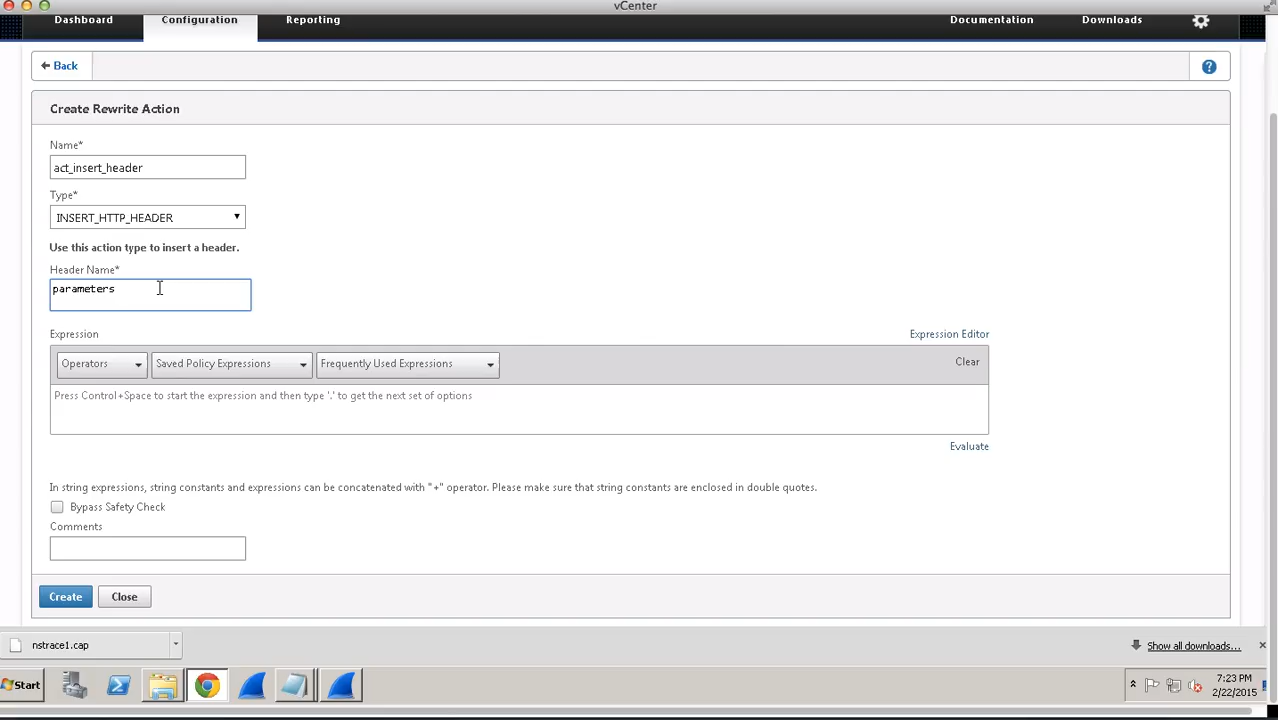 vCenter
Dashboard Configuration Reporting Documentation Downloads
Back
Create Rewrite Action
Name*
act_insert_header
Type*
INSERT_HTTP_HEADER
Use this action type to insert a header.
Header Name*
parameters
Expression Expression Editor
Operators Saved Policy Expressions Frequently Used Expressions Clear
Press Control+Space to start the expression and then type '.' to get the next set of options
Evaluate
In string expressions, string constants and expressions can be concatenated with "+" operator. Please make sure that string constants are enclosed in double quotes.
Bypass Safety Check
Comments
Create Close
nstrace1.cap Show all downloads...
Start 7:23 PM
2/22/2015